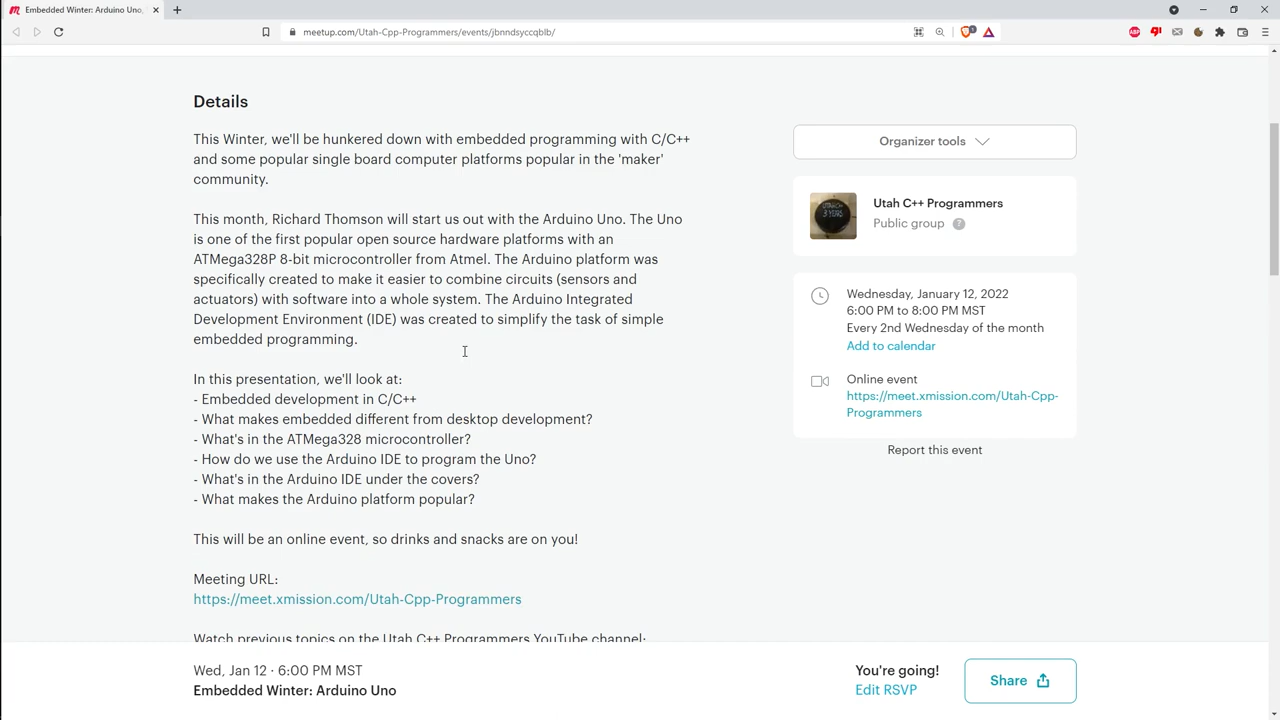 Embedded Winter: Arduino Uno,
meetup.com/Utah-Cpp-Programmers/events/jbnndsyccqblb/
Details
This Winter, we'll be hunkered down with embedded programming with C/C++
and some popular single board computer platforms popular in the 'maker'
community.
This month, Richard Thomson will start us out with the Arduino Uno. The Uno
is one of the first popular open source hardware platforms with an
ATMega328P 8-bit microcontroller from Atmel. The Arduino platform was
specifically created to make it easier to combine circuits (sensors and
actuators) with software into a whole system. The Arduino Integrated
Development Environment (IDE) was created to simplify the task of simple
embedded programming.
In this presentation, we'll look at:
- Embedded development in C/C++
- What makes embedded different from desktop development?
- What's in the ATMega328 microcontroller?
- How do we use the Arduino IDE to program the Uno?
- What's in the Arduino IDE under the covers?
- What makes the Arduino platform popular?
This will be an online event, so drinks and snacks are on you!
Meeting URL:
https://meet.xmission.com/Utah-Cpp-Programmers
Watch previous topics on the Utah C++ Programmers YouTube channel:
Organizer tools
Utah C++ Programmers
Public group
Wednesday, January 12, 2022
6:00 PM to 8:00 PM MST
Every 2nd Wednesday of the month
Add to calendar
Online event
https://meet.xmission.com/Utah-Cpp-
Programmers
Report this event
Wed, Jan 12 · 6:00 PM MST
Embedded Winter: Arduino Uno
You're going!
Edit RSVP
Share